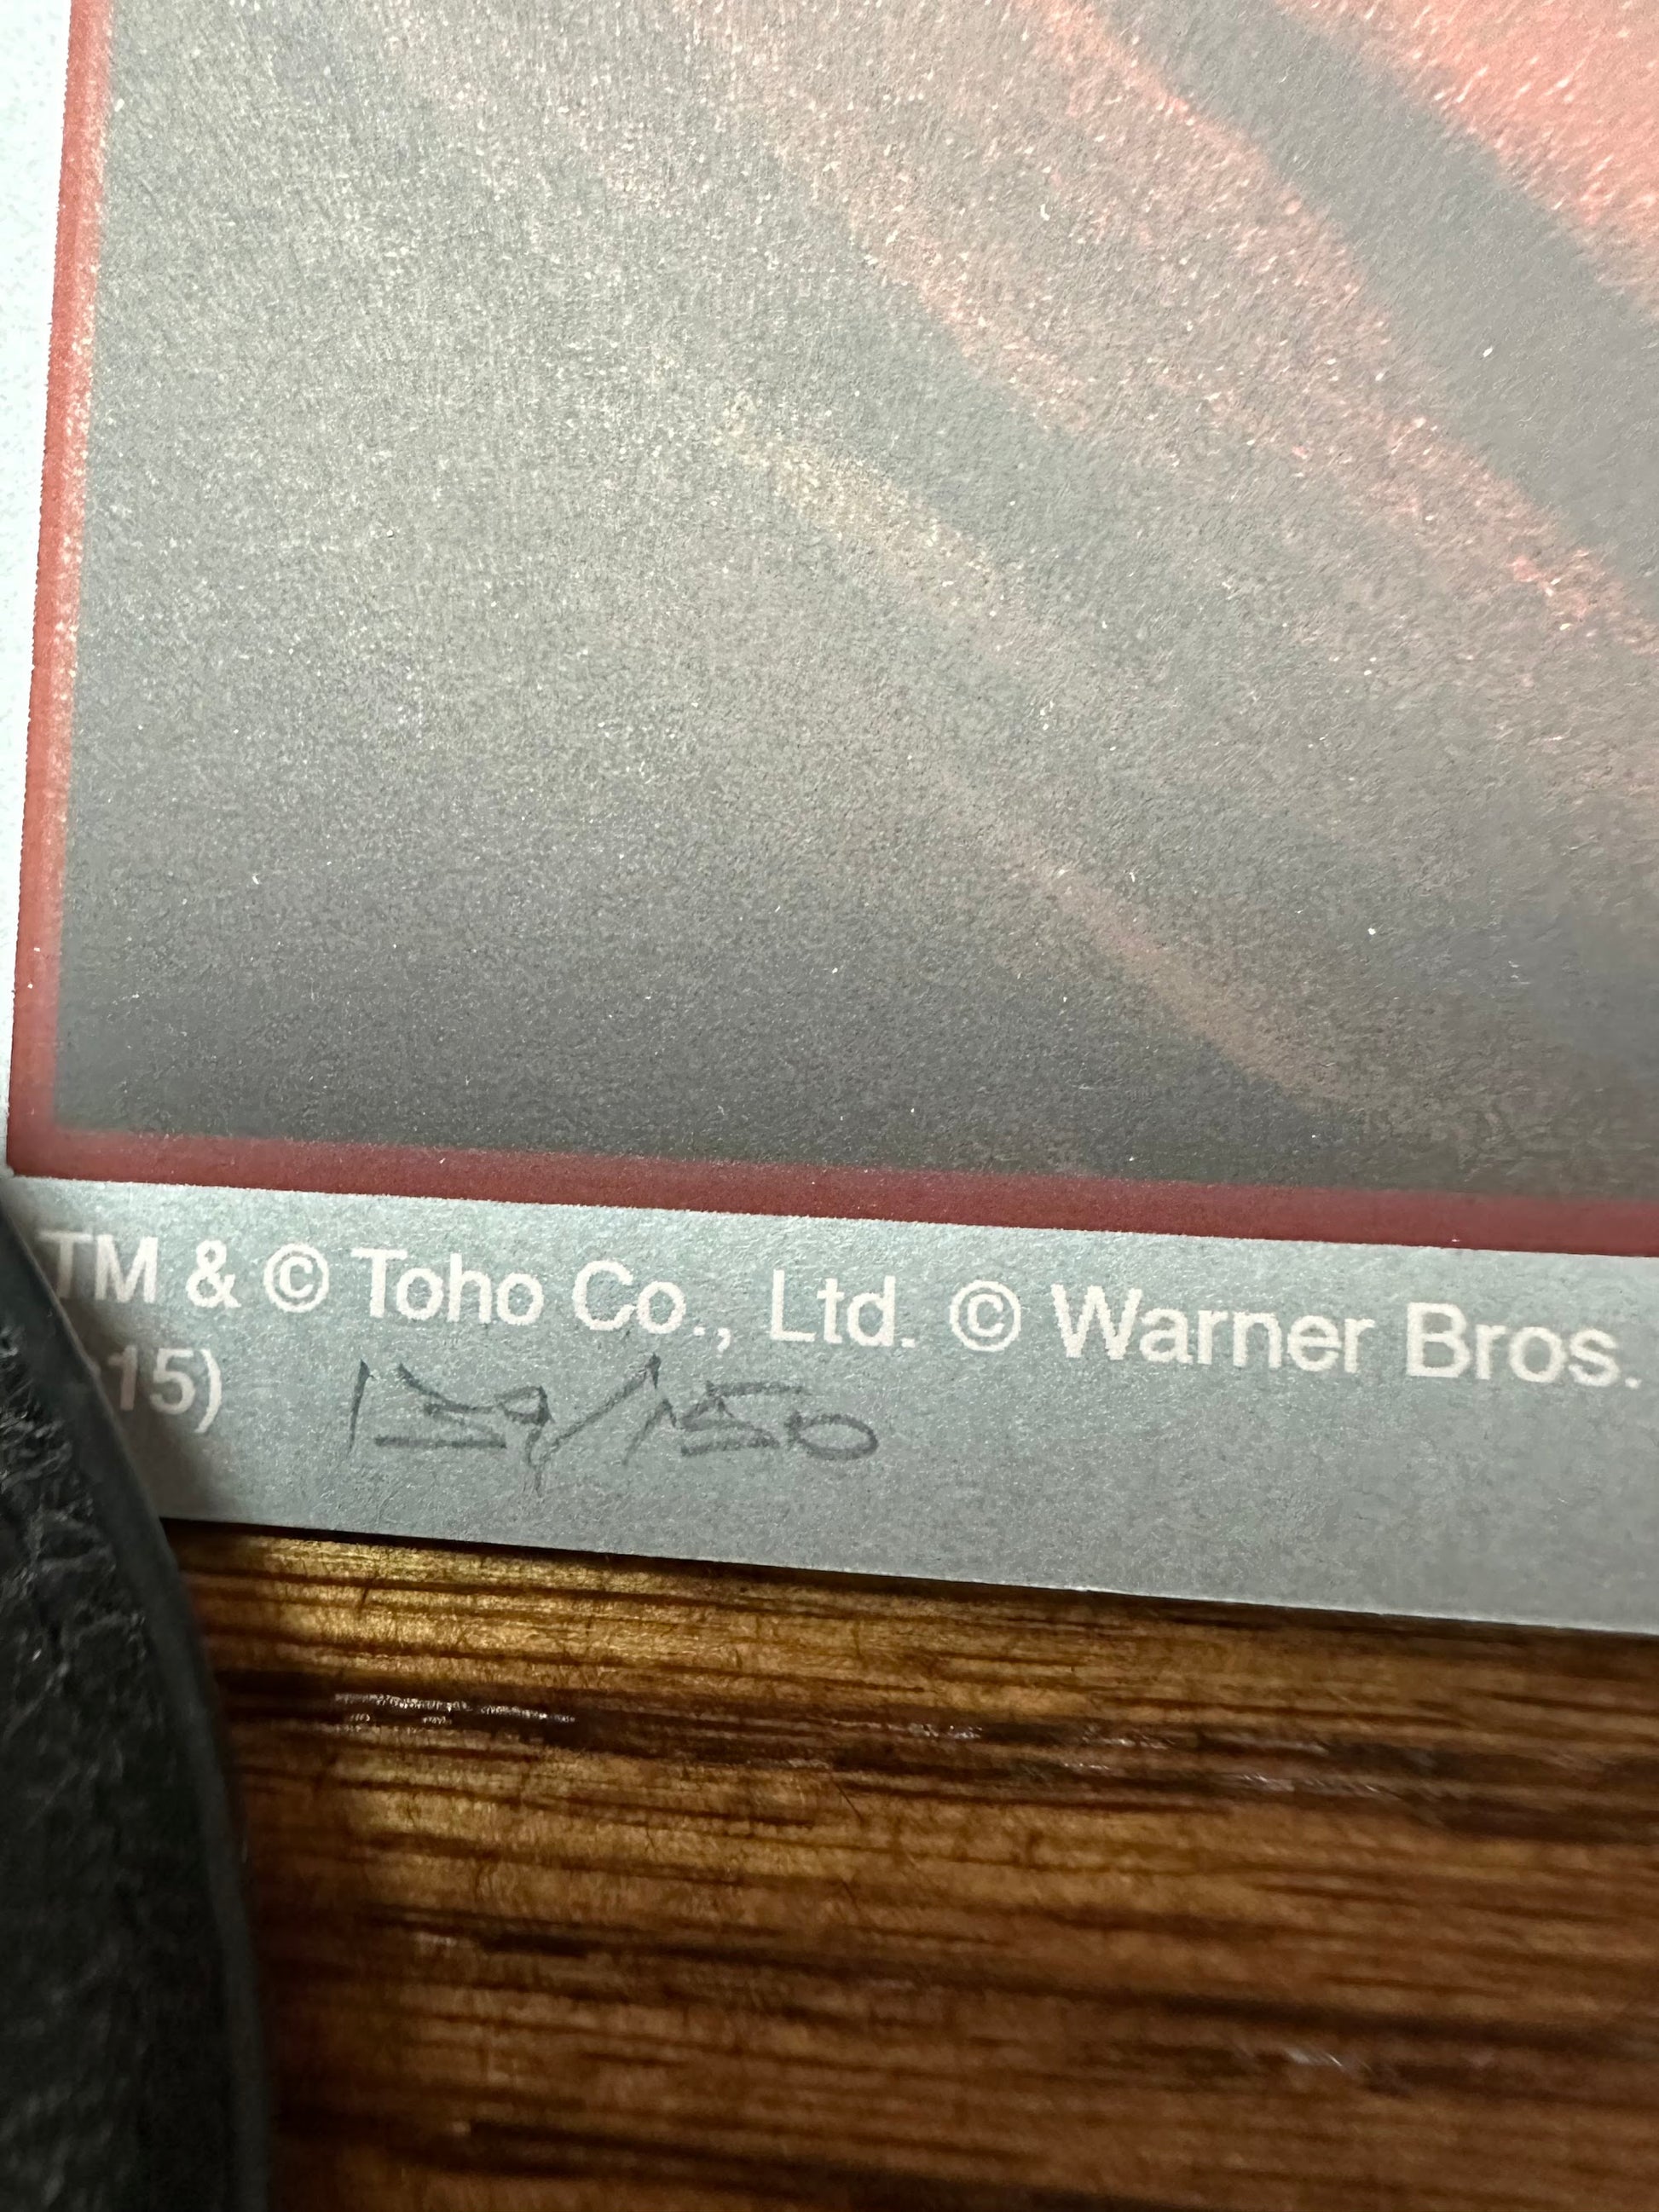 TM & © Toho Co., Ltd. © Warner Bros.
15) 139/150